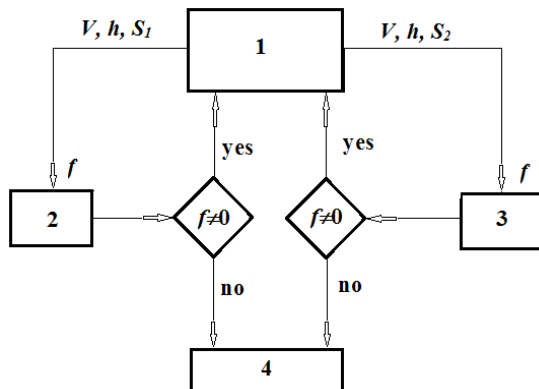 V, h, S1
1
V, h, S2
yes
yes
f
f
2
f≠0
f≠0
3
no
no
4